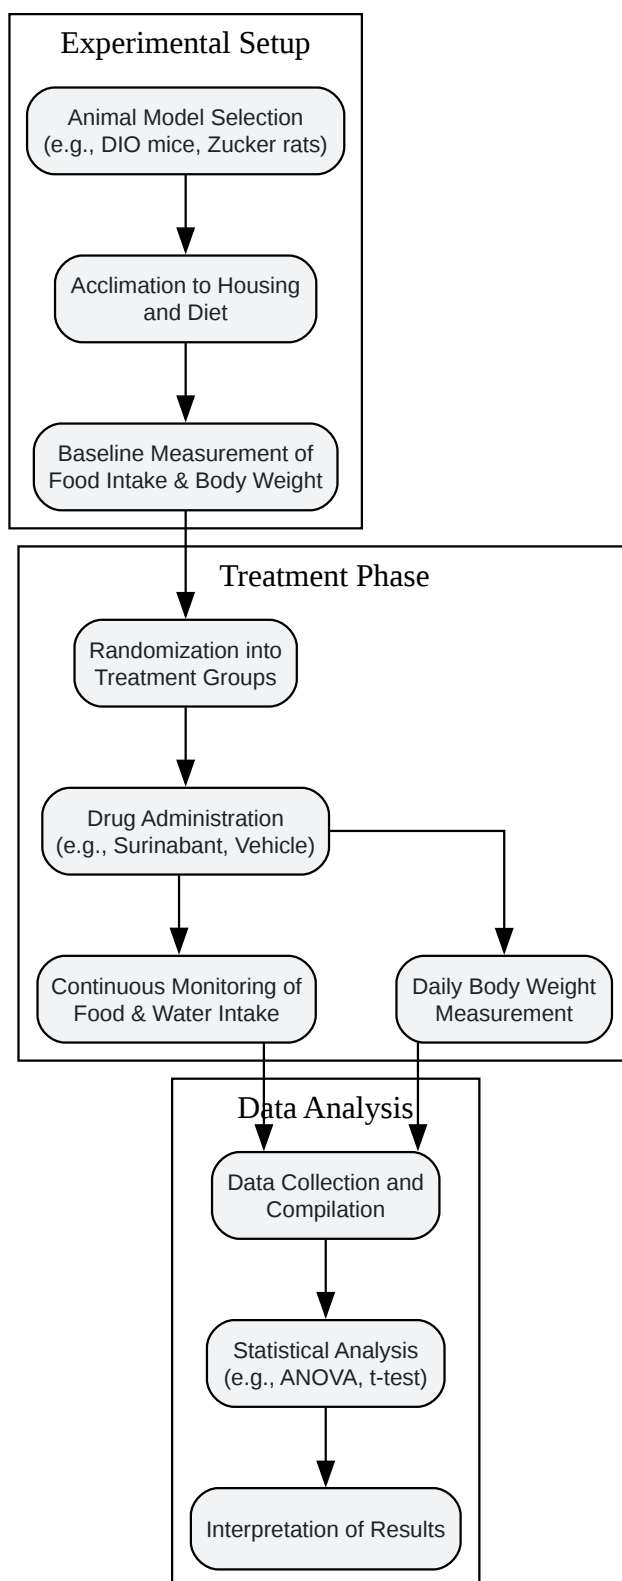 Experimental Setup
Animal Model Selection
(e.g., DIO mice, Zucker rats)
Acclimation to Housing
and Diet
Baseline Measurement of
Food Intake & Body Weight
Treatment Phase
Randomization into
Treatment Groups
Drug Administration
(e.g., Surinabant, Vehicle)
Continuous Monitoring of
Food & Water Intake
Daily Body Weight
Measurement
Data Analysis
Data Collection and
Compilation
Statistical Analysis
(e.g., ANOVA, t-test)
Interpretation of Results